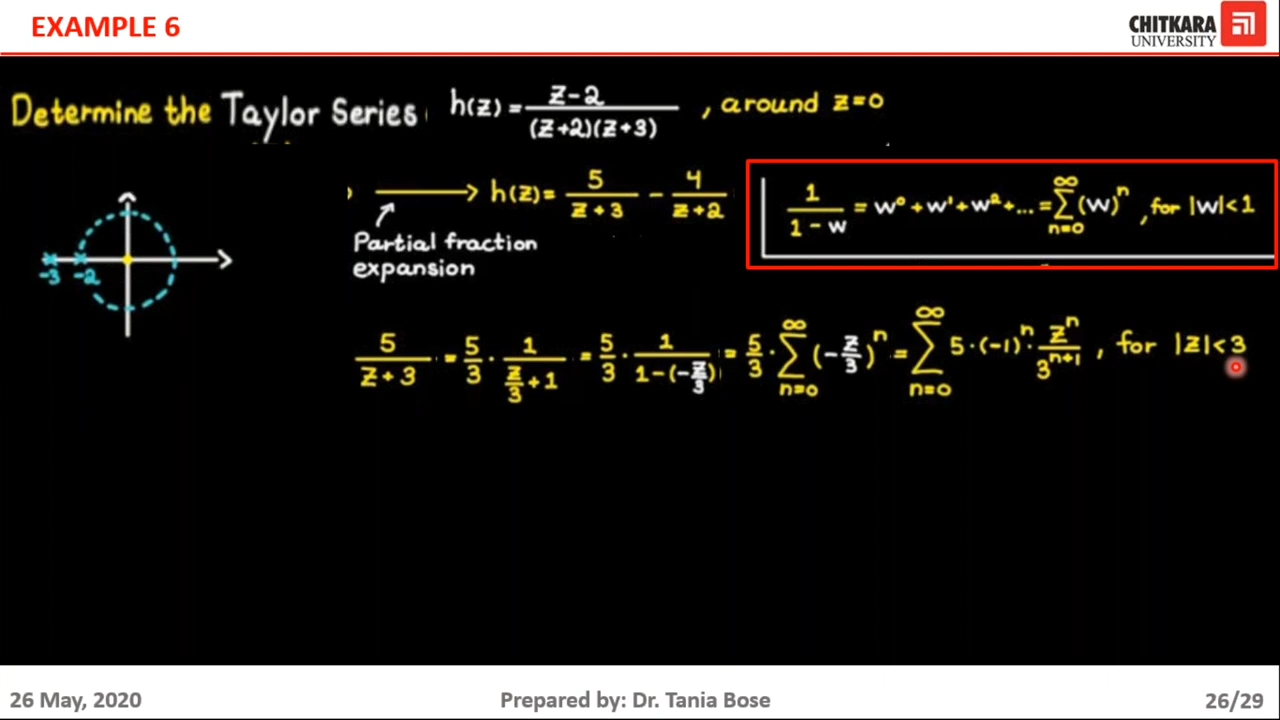 EXAMPLE 6
CHITKARA
UNIVERSITY
Determine the Taylor Series h(z) = z-2 / (z+2)(z+3) , around z=0
h(z) = 5/(z+3) - 4/(z+2)
1/(1-w) = w⁰ + w¹ + w² + ... = ∑_{n=0}^{∞} (w)ⁿ , for |w| < 1
Partial fraction
expansion
-3 -2
5/(z+3) = 5/3 · 1/(z/3 + 1) = 5/3 · 1/(1-(-z/3)) = 5/3 · ∑_{n=0}^{∞} (-z/3)ⁿ = ∑_{n=0}^{∞} 5·(-1)ⁿ · zⁿ/3ⁿ⁺¹ , for |z| < 3
26 May, 2020
Prepared by: Dr. Tania Bose
26/29